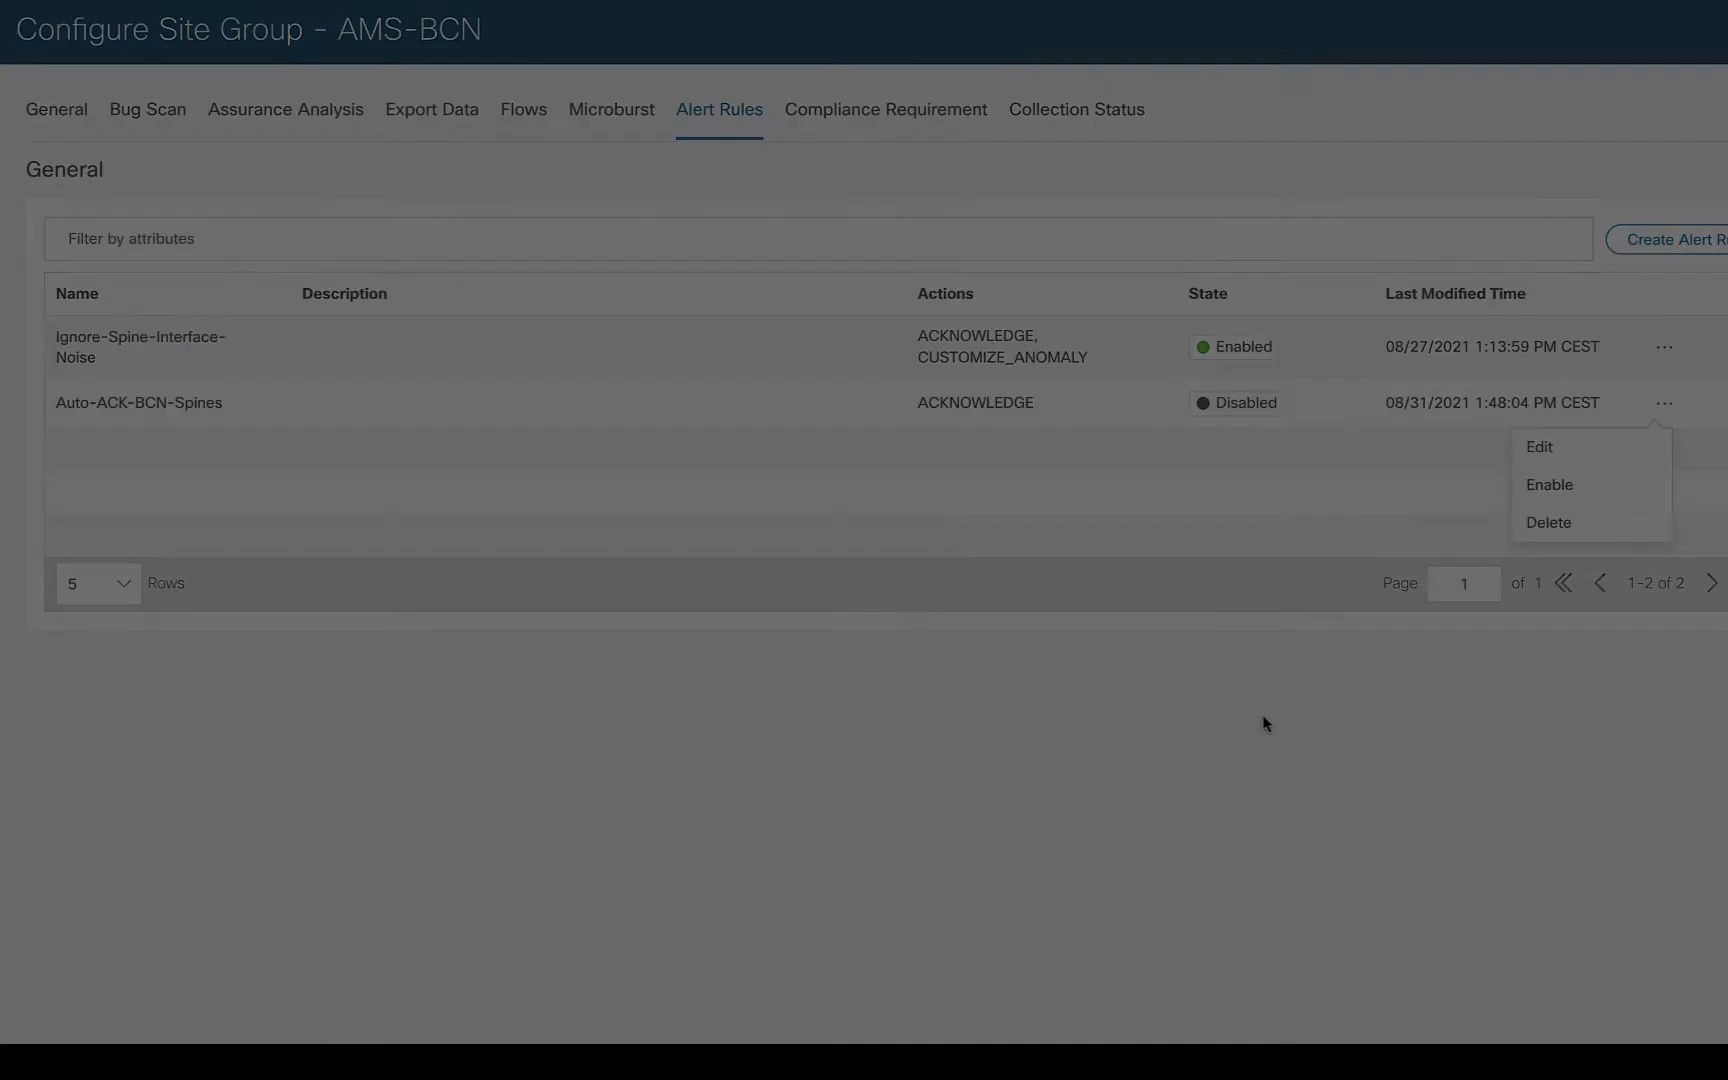 Configure Site Group - AMS-BCN
General Bug Scan Assurance Analysis Export Data Flows Microburst Alert Rules Compliance Requirement Collection Status
General
Filter by attributes
Create Alert R
Name Description Actions State Last Modified Time
Ignore-Spine-Interface-
Noise
ACKNOWLEDGE,
CUSTOMIZE_ANOMALY
Enabled
08/27/2021 1:13:59 PM CEST
Auto-ACK-BCN-Spines ACKNOWLEDGE Disabled 08/31/2021 1:48:04 PM CEST
Edit
Enable
Delete
5 Rows Page 1 of 1 1-2 of 2